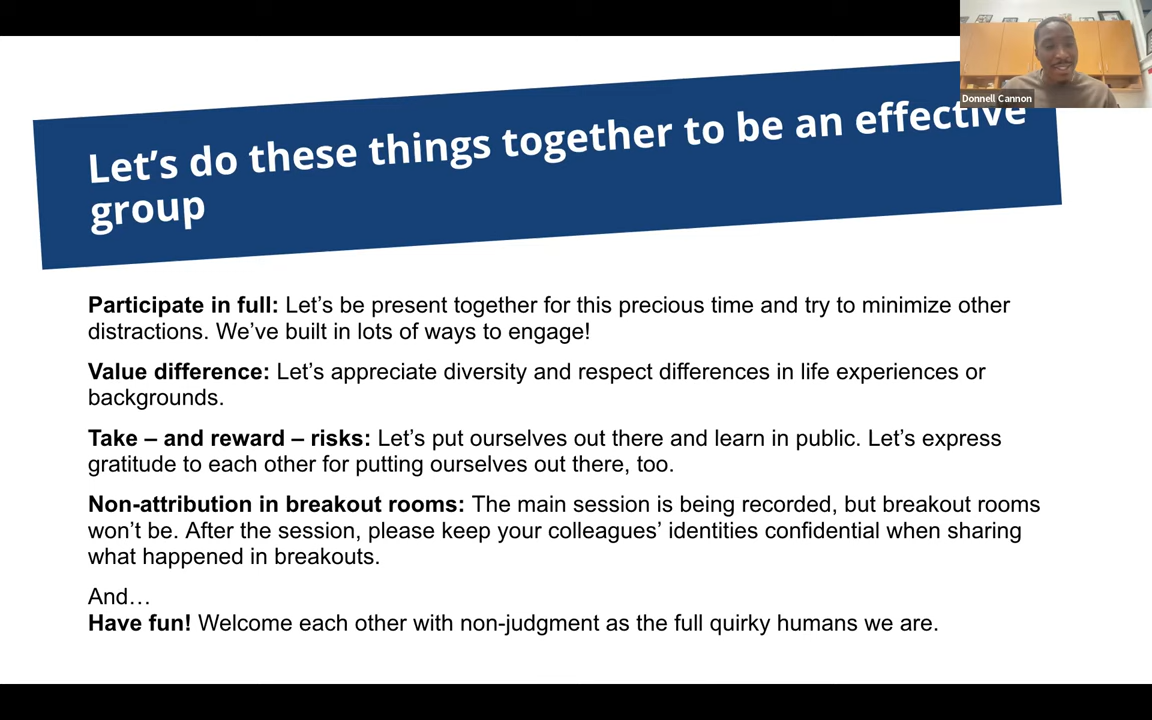 Let’s do these things together to be an effective
group
Donnell Cannon
Participate in full: Let’s be present together for this precious time and try to minimize other
distractions. We’ve built in lots of ways to engage!
Value difference: Let’s appreciate diversity and respect differences in life experiences or
backgrounds.
Take – and reward – risks: Let’s put ourselves out there and learn in public. Let’s express
gratitude to each other for putting ourselves out there, too.
Non-attribution in breakout rooms: The main session is being recorded, but breakout rooms
won’t be. After the session, please keep your colleagues’ identities confidential when sharing
what happened in breakouts.
And…
Have fun! Welcome each other with non-judgment as the full quirky humans we are.